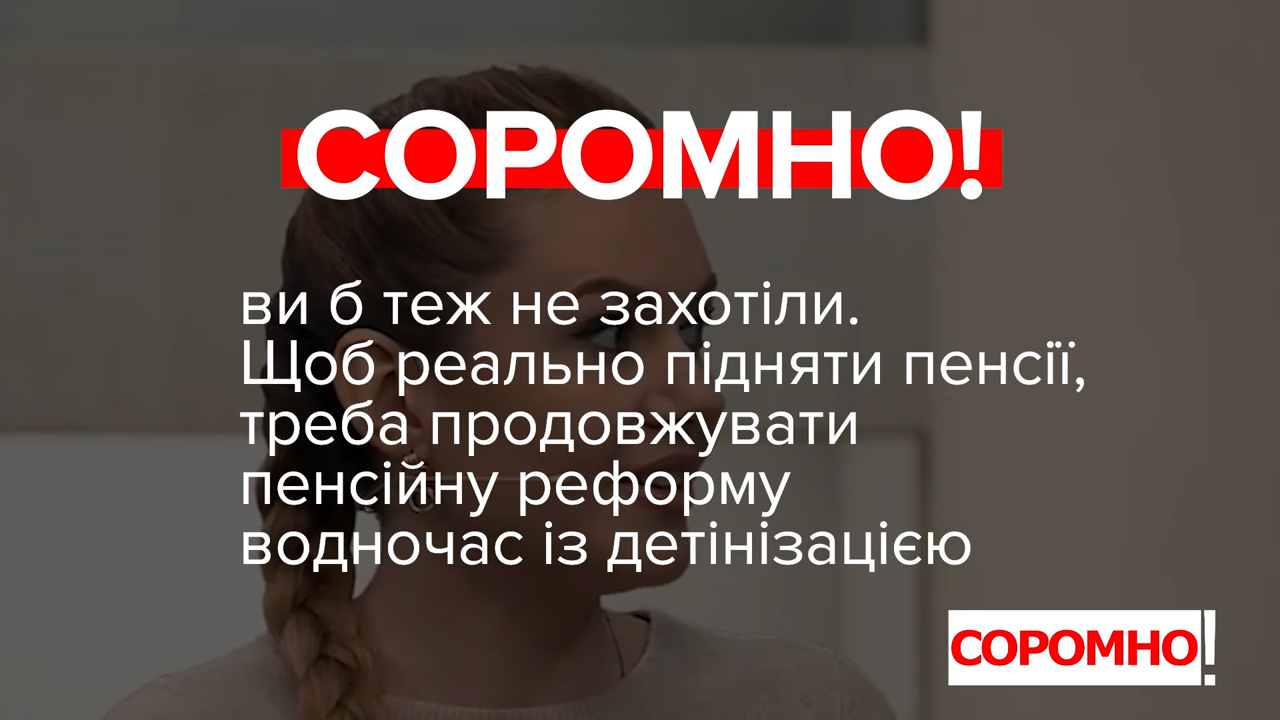 СОРОМНО!
ви б теж не захотіли.
Щоб реально підняти пенсії,
треба продовжувати
пенсійну реформу
водночас із детінізацією
СОРОМНО!